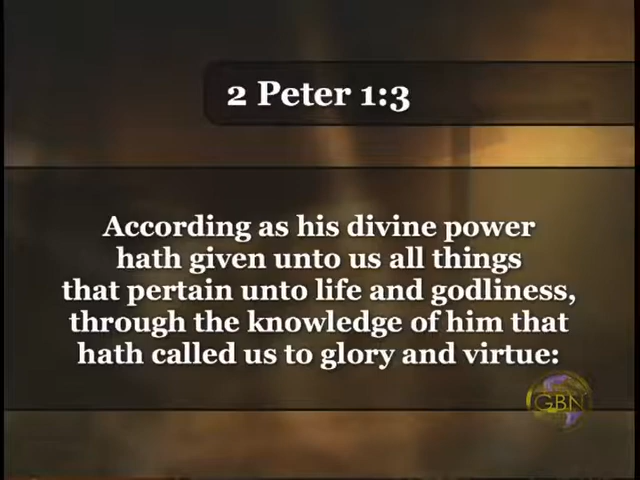 2 Peter 1:3
According as his divine power
hath given unto us all things
that pertain unto life and godliness,
through the knowledge of him that
hath called us to glory and virtue:
GBN